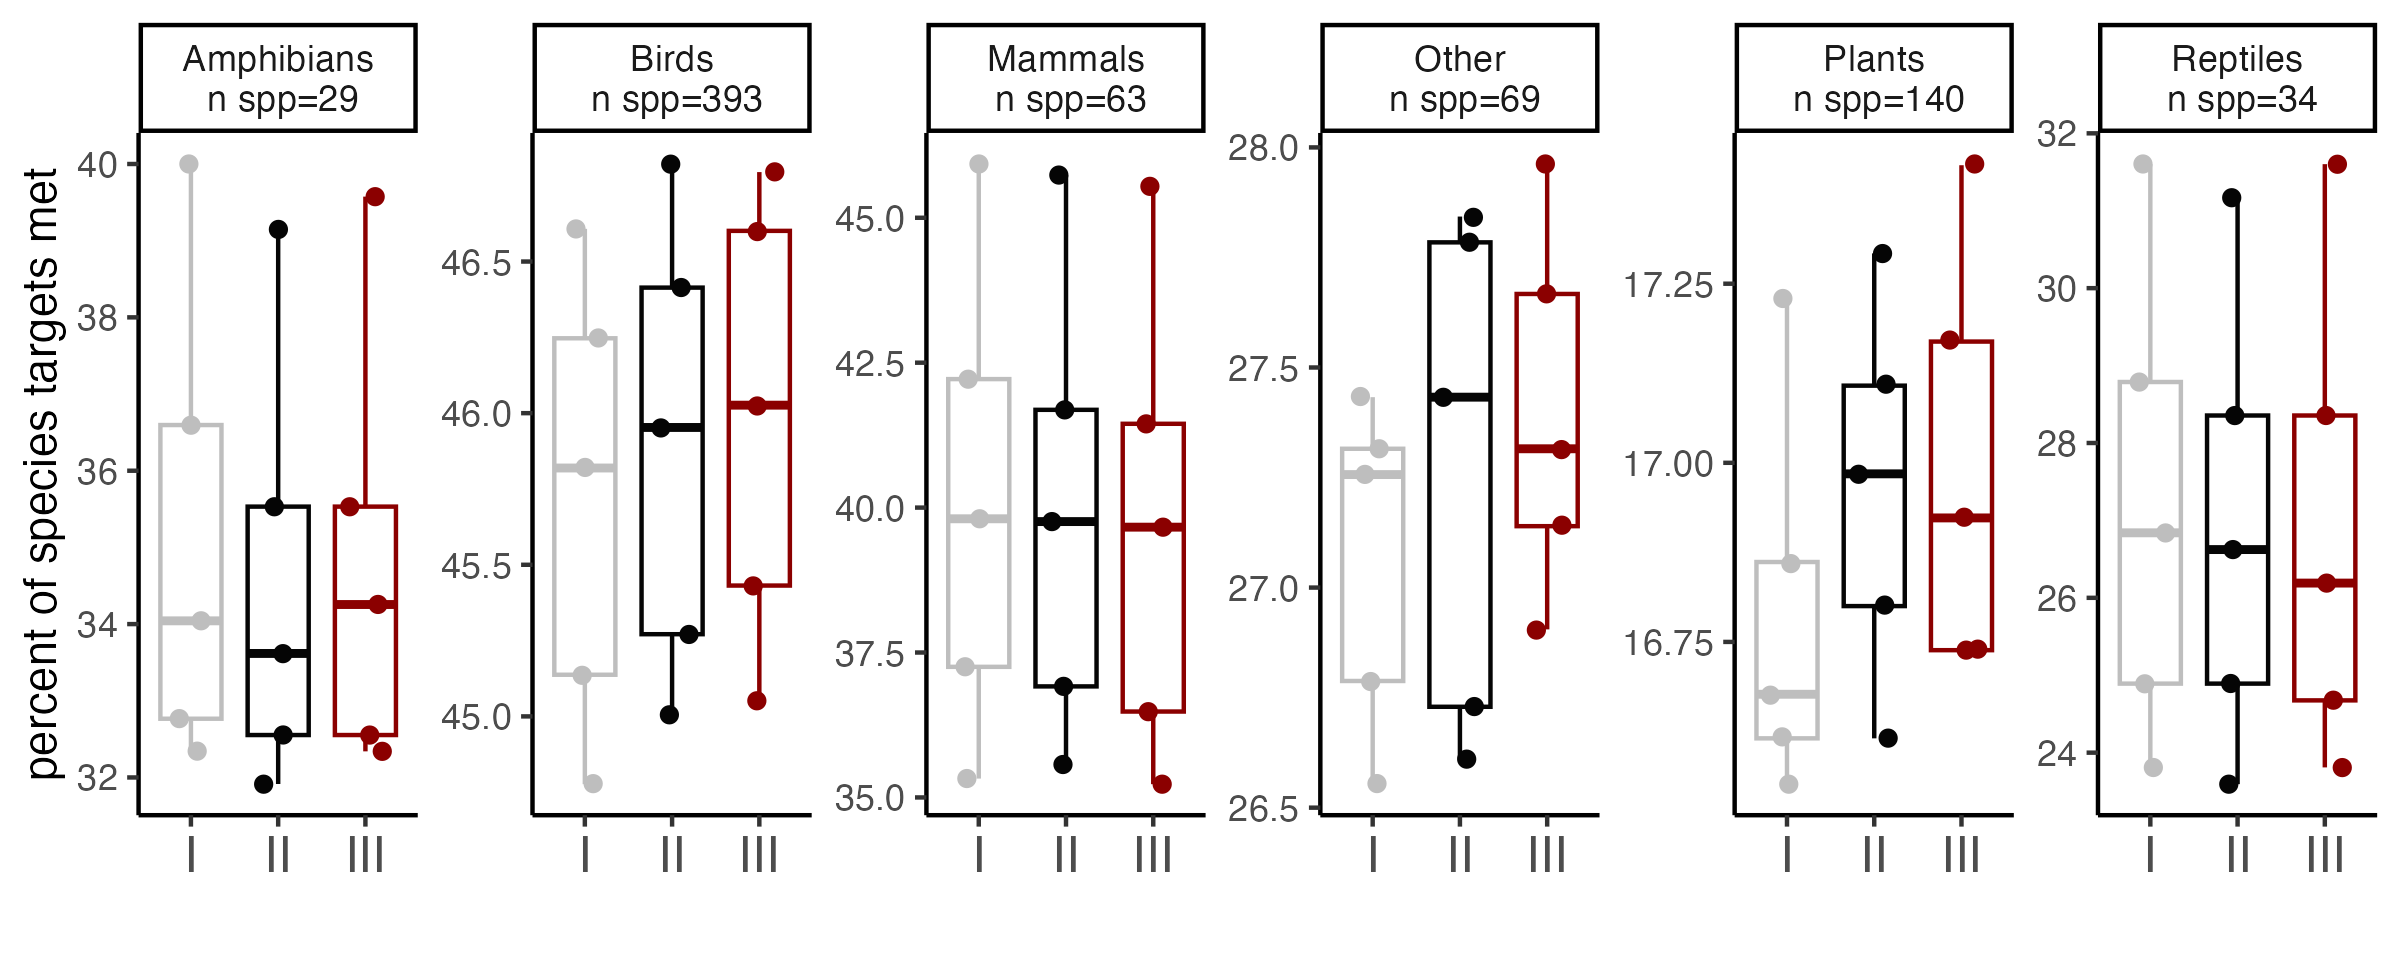 percent of species targets met
Amphibians
n spp=29
40
38
36
34
32
I II III
Birds
n spp=393
46.5
46.0
45.5
45.0
I II III
Mammals
n spp=63
45.0
42.5
40.0
37.5
35.0
I II III
Other
n spp=69
28.0
27.5
27.0
26.5
I II III
Plants
n spp=140
17.25
17.00
16.75
I II III
Reptiles
n spp=34
32
30
28
26
24
I II III